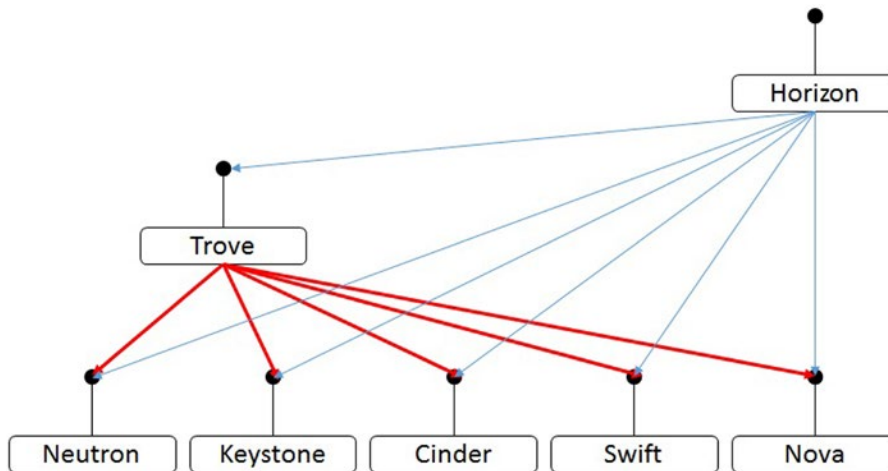 Horizon
Trove
Neutron
Keystone
Cinder
Swift
Nova